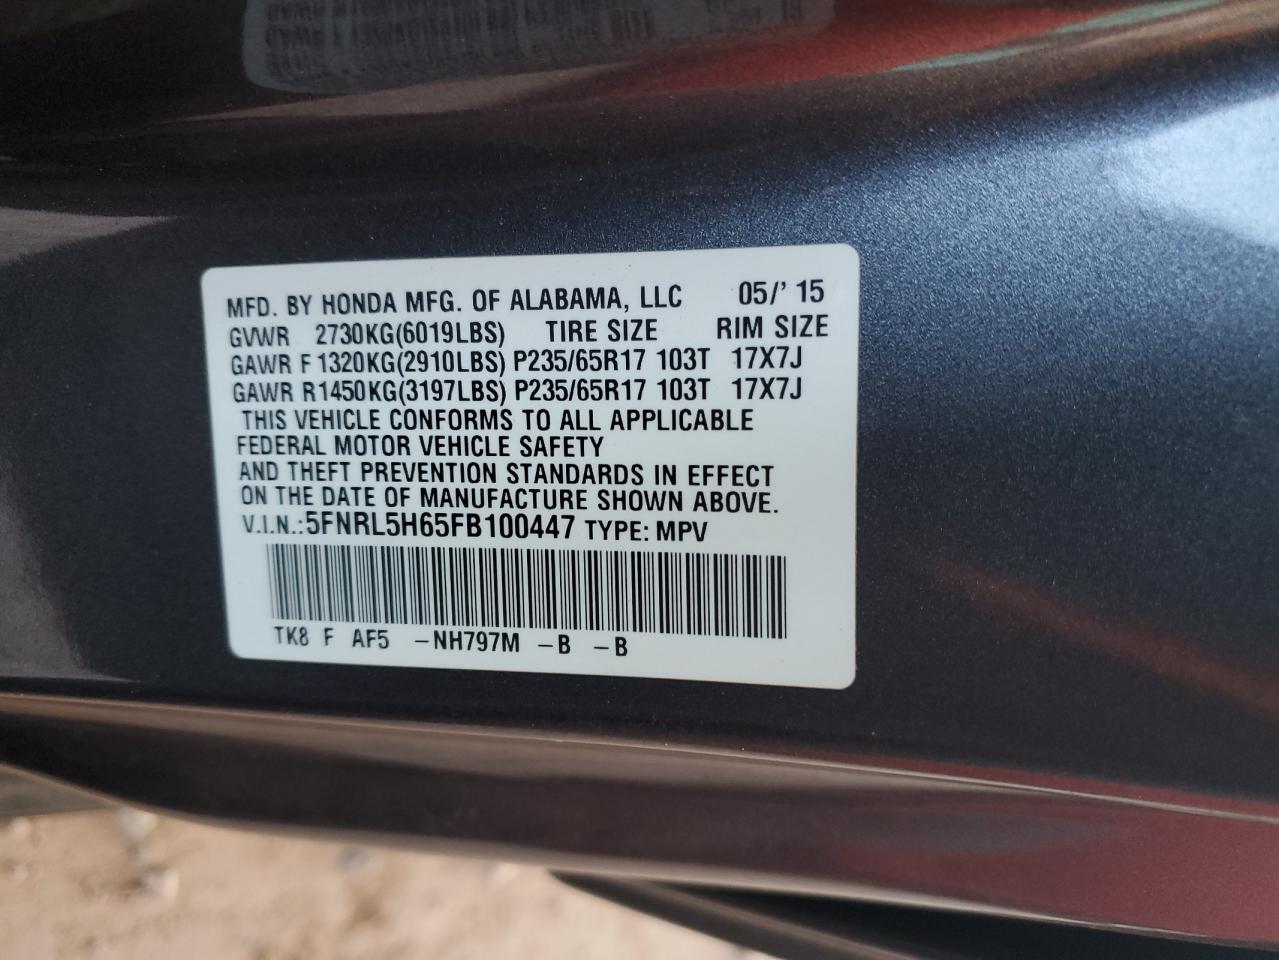 MFD. BY HONDA MFG. OF ALABAMA, LLC 05/' 15
GVWR 2730KG(6019LBS) TIRE SIZE RIM SIZE
GAWR F 1320KG(2910LBS) P235/65R17 103T 17X7J
GAWR R1450KG(3197LBS) P235/65R17 103T 17X7J
THIS VEHICLE CONFORMS TO ALL APPLICABLE
FEDERAL MOTOR VEHICLE SAFETY
AND THEFT PREVENTION STANDARDS IN EFFECT
ON THE DATE OF MANUFACTURE SHOWN ABOVE.
V.I.N.:5FNRL5H65FB100447 TYPE: MPV
TK8 F AF5 -NH797M -B -B